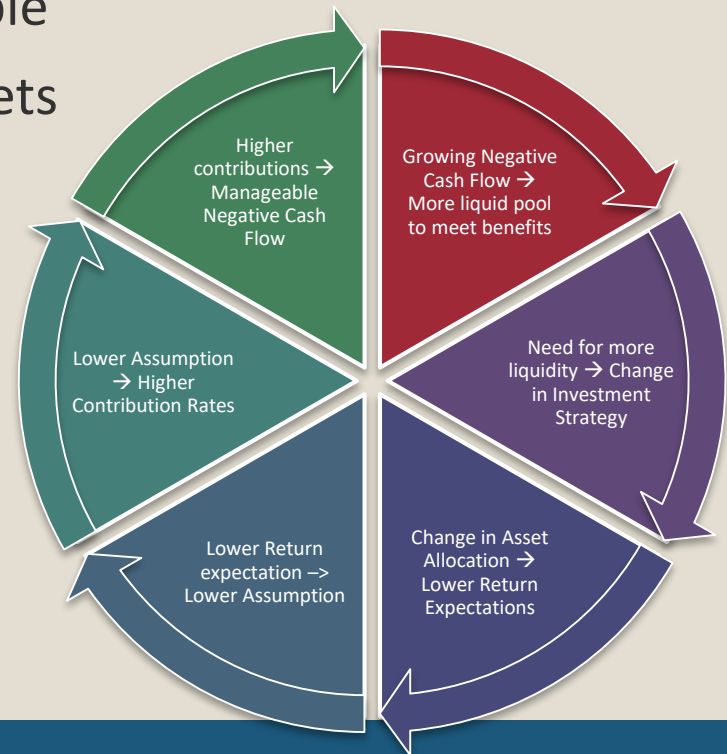 ets
Growing Negative
Cash Flow →
More liquid pool
to meet benefits
Need for more
liquidity → Change
in Investment
Strategy
Change in Asset
Allocation →
Lower Return
Expectations
Lower Return
expectation –>
Lower Assumption
Lower Assumption
→ Higher
Contribution Rates
Higher
contributions →
Manageable
Negative Cash
Flow